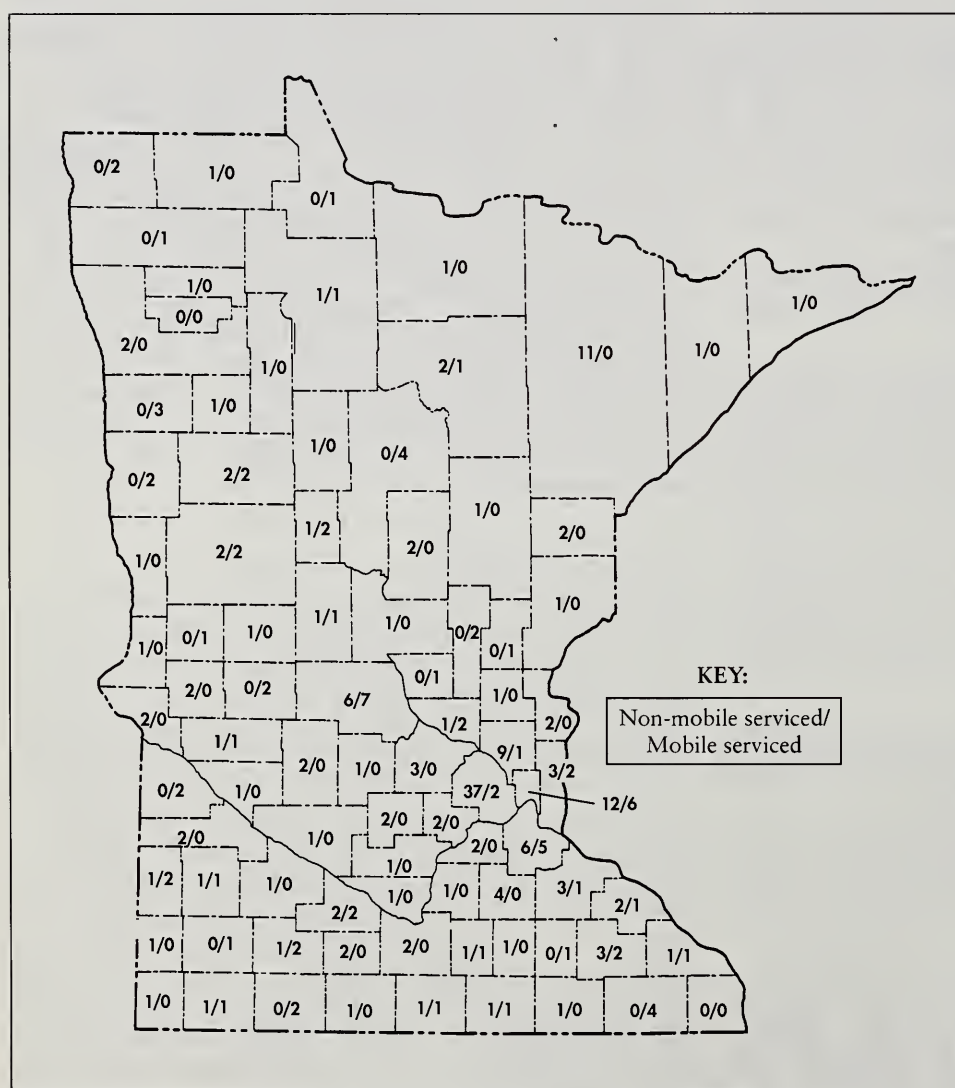 0/2 1/0
0/1
0/1 1/0
1/0 1/1 1/0
0/0
2/0 1/0 2/1 11/0 1/0
0/3 1/0
1/0 0/4
0/2 2/2
1/0
1/2 2/0
1/0 2/2 2/0
1/0
1/1 1/0 0/2
1/0 0/1 1/0 0/1
0/1 1/0
2/0 0/2 6/7
2/0 1/2 2/0
1/1 9/1
2/0 1/0 3/0 3/2
0/2 1/0 37/2 12/6
2/0 2/0
2/0 1/0 2/0 6/5
1/0
1/2 1/1 1/0 1/0 1/0 4/0 3/1 2/1
2/2
1/0 0/1 1/2 2/0 2/0 1/1 1/0 0/1 3/2 1/1
1/0 1/1 0/2 1/0 1/1 1/1 1/0 0/4 0/0
KEY:
Non-mobile serviced/
Mobile serviced